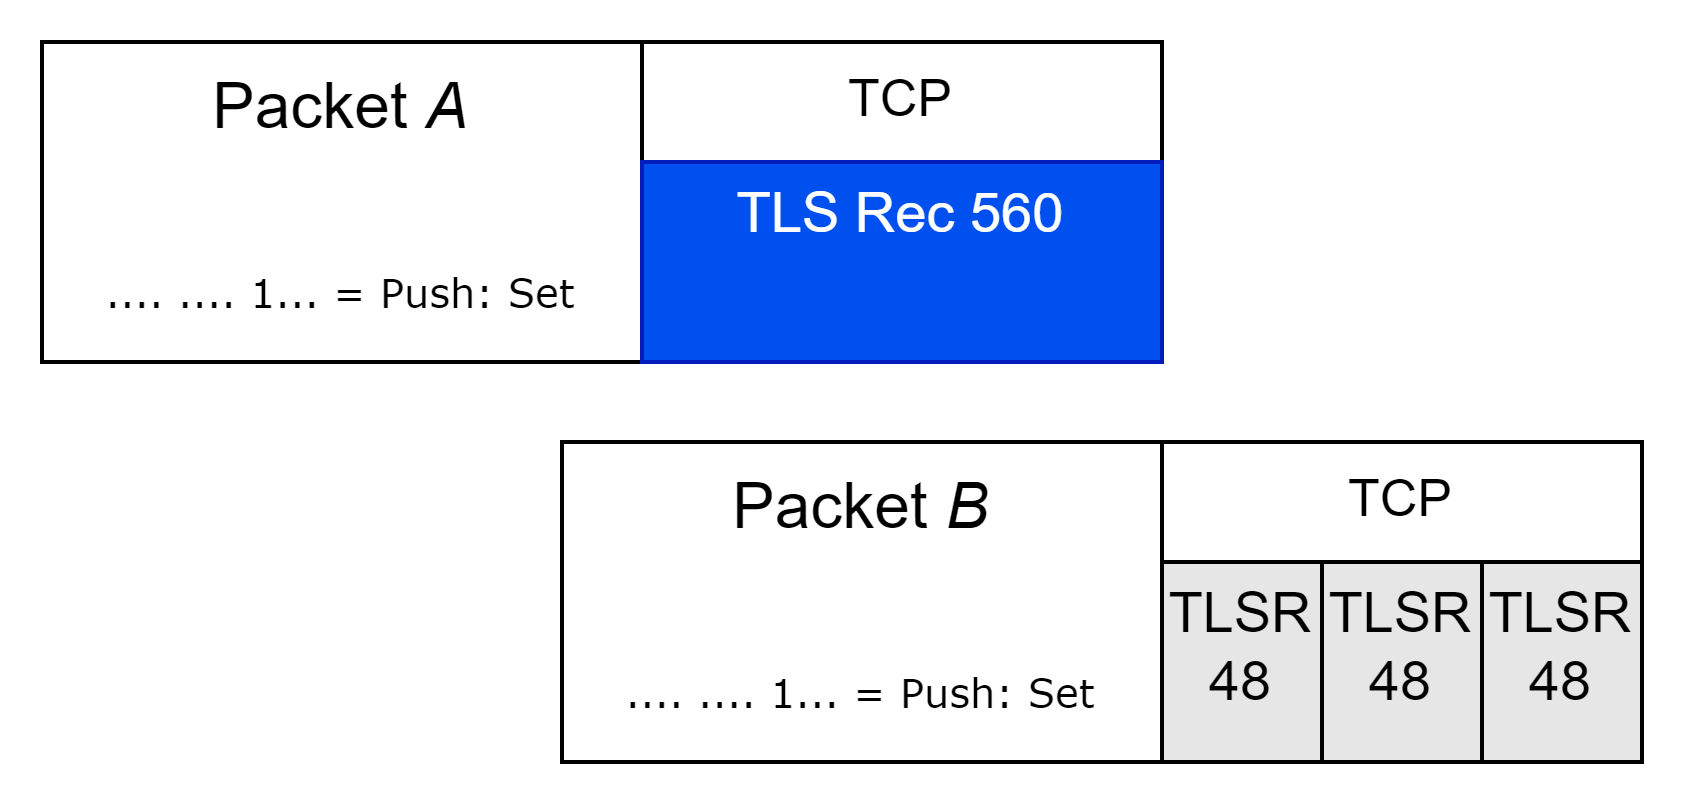 Packet A
TCP
TLS Rec 560
.... .... 1... = Push: Set
Packet B
TCP
TLSR TLSR TLSR
48 48 48
.... .... 1... = Push: Set